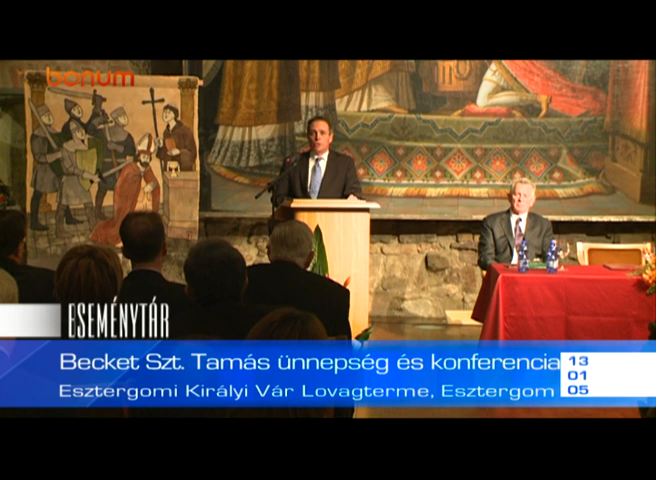 bonum
ESEMÉNYTÁR
Becket Szt. Tamás ünnepség és konferencia
Esztergomi Királyi Vár Lovagterme, Esztergom
13
01
05